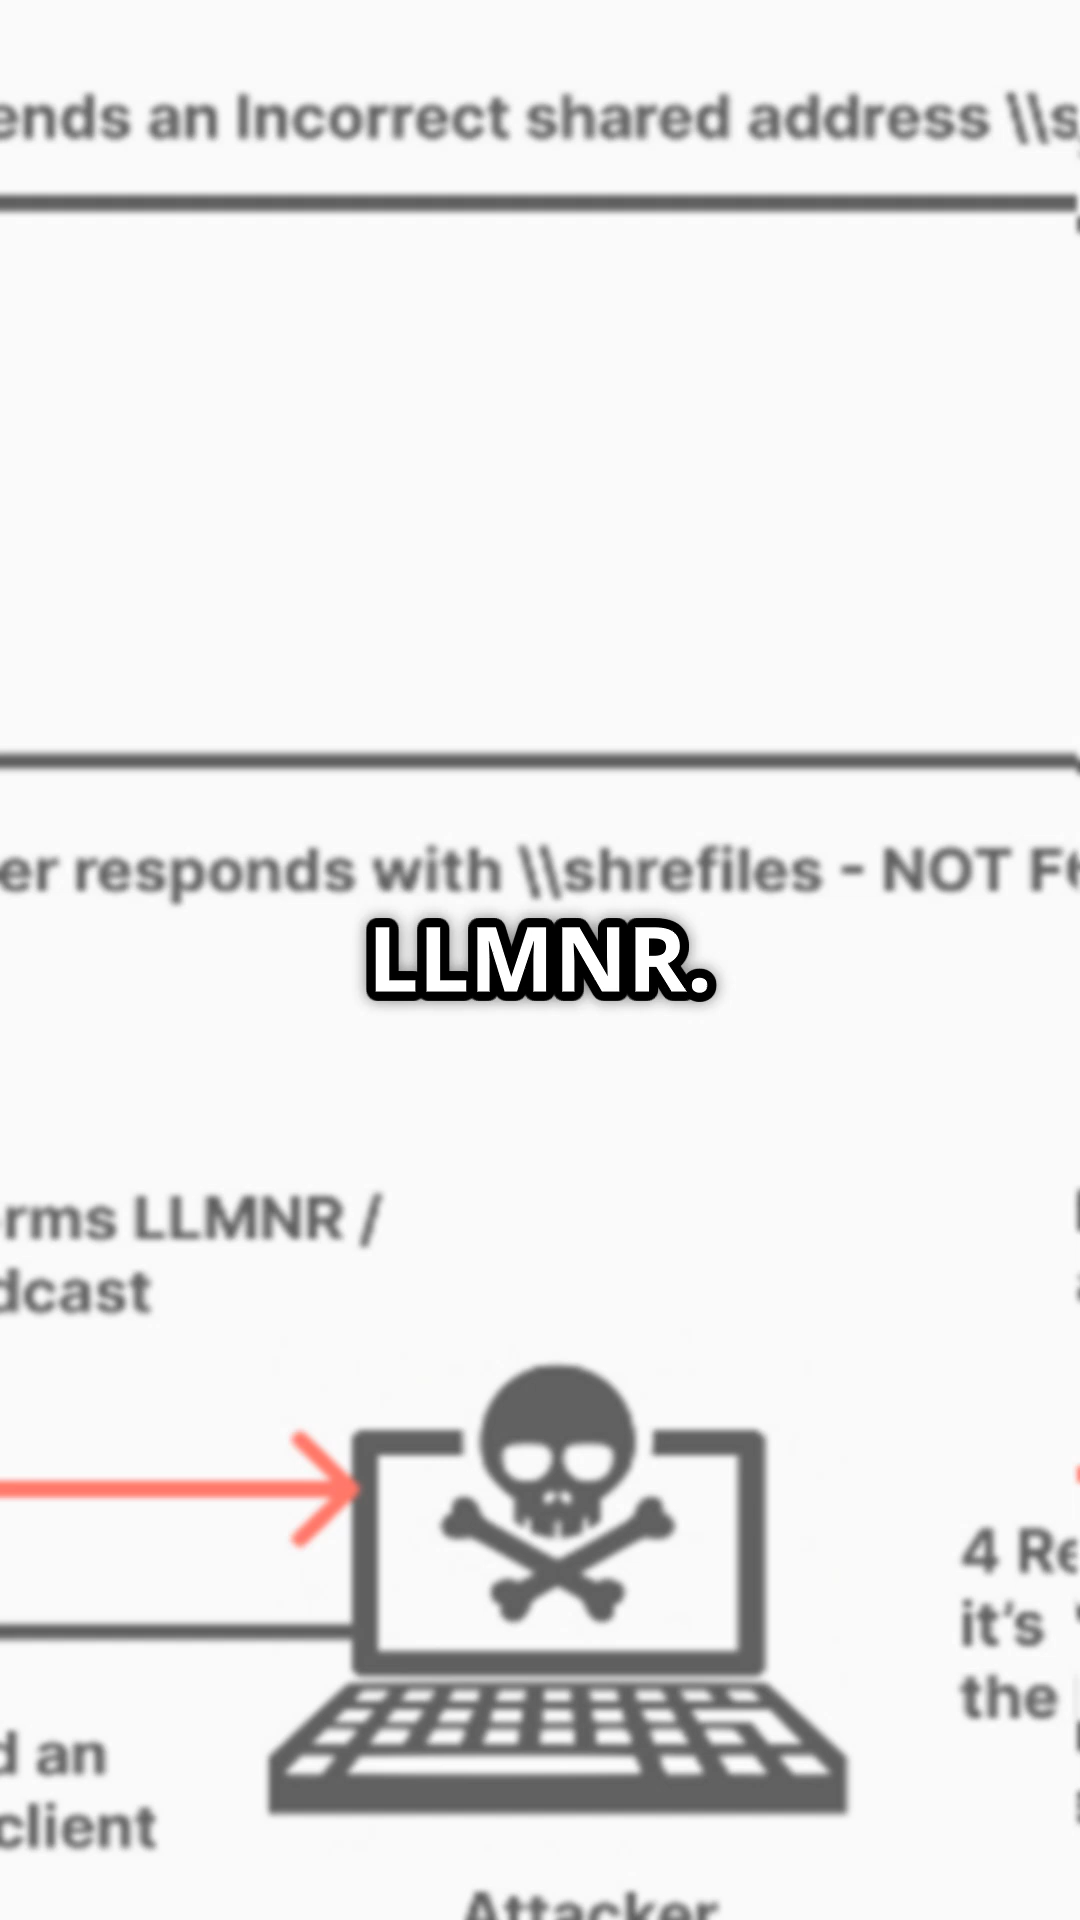 ends an Incorrect shared address \\s
er responds with \\shrefiles - NOT F
LLMNR.
rms LLMNR /
dcast
4 Re
it's
the
d an
client
Attacker